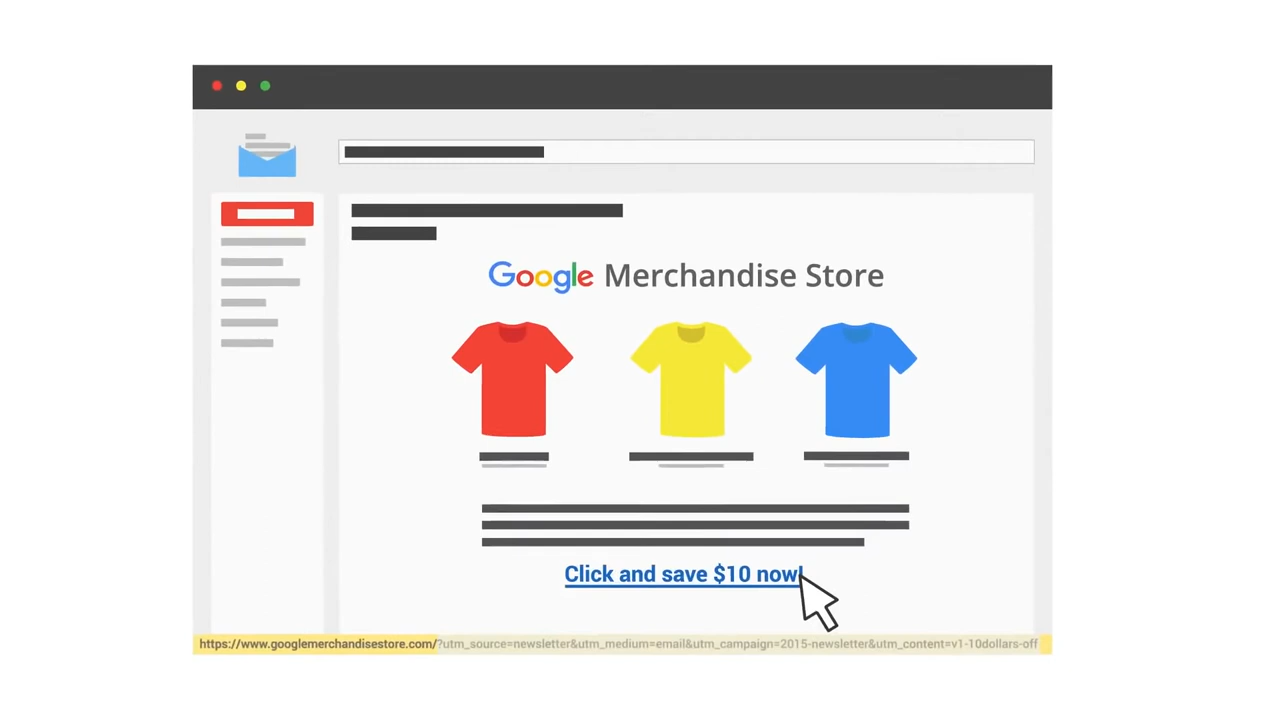 Google Merchandise Store
Click and save $10 now!
https://www.googlemerchandisestore.com/?utm_source=newsletter&utm_medium=email&utm_campaign=2015-newsletter&utm_content=v1-10dollars-off